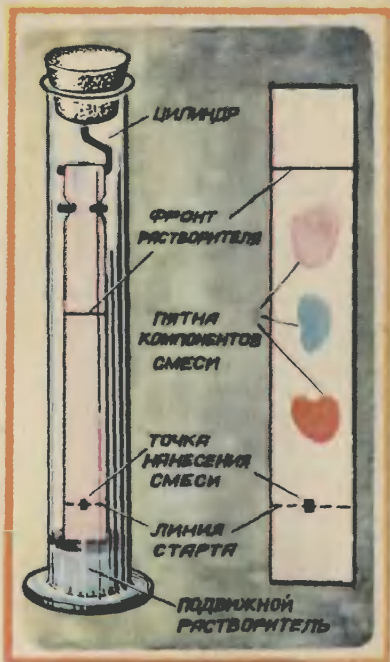 ЦИЛИНДР
ФРОНТ
РАСТВОРИТЕЛЯ
ПЯТНА
КОМПОНЕНТОВ
СМЕСИ
ТОЧКА
НАНЕСЕНИЯ
СМЕСИ
ЛИНИЯ
СТАРТА
ПОДВИЖНОЙ
РАСТВОРИТЕЛЬ